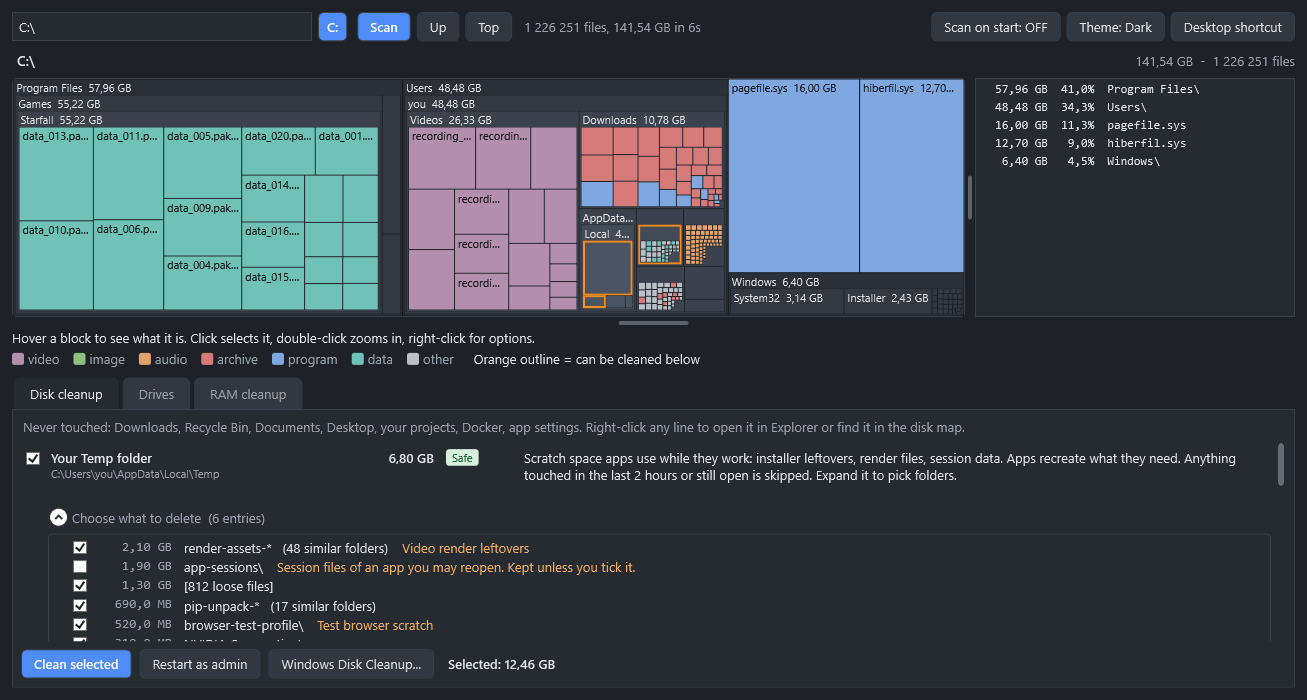 C:\ C: Scan Up Top 1 226 251 files, 141,54 GB in 6s Scan on start: OFF Theme: Dark Desktop shortcut
C:\ 141,54 GB - 1 226 251 files
Program Files 57,96 GB
Games 55,22 GB
Starfall 55,22 GB
data_013.pa... data_011.p... data_005.pak... data_020.pa... data_001....
data_014....
data_009.pak...
data_010.pa... data_006.p... data_016....
data_004.pak...
data_015....
Users 48,48 GB
you 48,48 GB
Videos 26,33 GB
recording_... recordin...
recordi...
recordi...
recordi...
Downloads 10,78 GB
AppData...
Local 4...
pagefile.sys 16,00 GB hiberfil.sys 12,70...
Windows 6,40 GB
System32 3,14 GB Installer 2,43 GB
57,96 GB 41,0% Program Files\
48,48 GB 34,3% Users\
16,00 GB 11,3% pagefile.sys
12,70 GB 9,0% hiberfil.sys
6,40 GB 4,5% Windows\
Hover a block to see what it is. Click selects it, double-click zooms in, right-click for options.
video image audio archive program data other Orange outline = can be cleaned below
Disk cleanup Drives RAM cleanup
Never touched: Downloads, Recycle Bin, Documents, Desktop, your projects, Docker, app settings. Right-click any line to open it in Explorer or find it in the disk map.
Your Temp folder 6,80 GB Safe
C:\Users\you\AppData\Local\Temp
Scratch space apps use while they work: installer leftovers, render files, session data. Apps recreate what they need. Anything
touched in the last 2 hours or still open is skipped. Expand it to pick folders.
Choose what to delete (6 entries)
2,10 GB render-assets-* (48 similar folders) Video render leftovers
1,90 GB app-sessions\ Session files of an app you may reopen. Kept unless you tick it.
1,30 GB [812 loose files]
690,0 MB pip-unpack-* (17 similar folders)
520,0 MB browser-test-profile\ Test browser scratch
Clean selected Restart as admin Windows Disk Cleanup... Selected: 12,46 GB